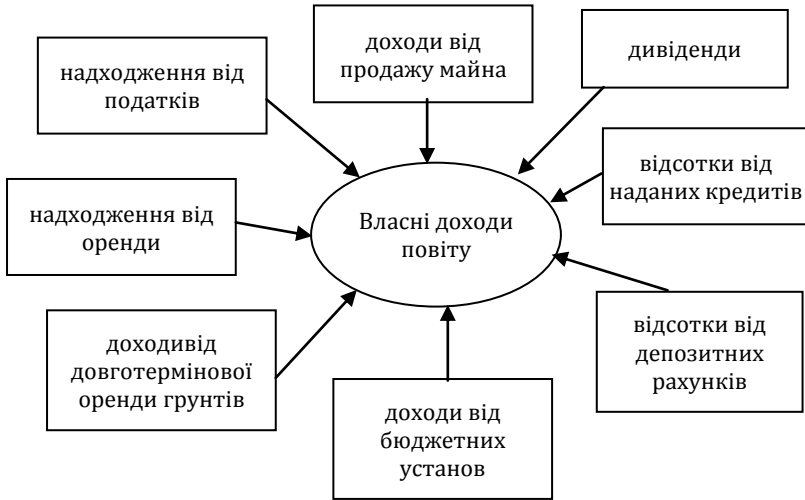 доходи від
продажу майна
дивіденди
надходження від
податків
відсотки від
наданих кредитів
надходження від
оренди
Власні доходи
повіту
відсотки від
депозитних
рахунків
доходивід
довготермінової
оренди грунтів
доходи від
бюджетних
установ